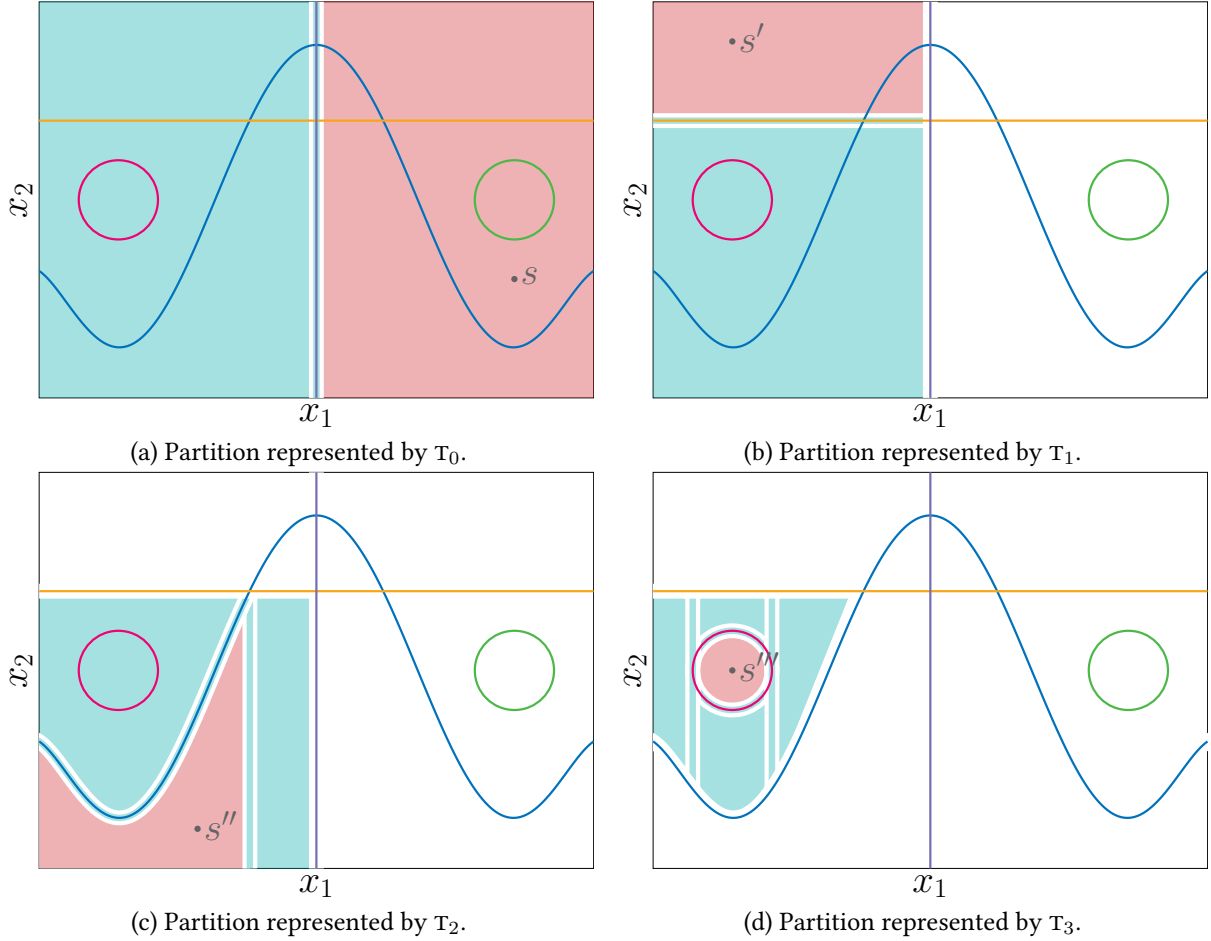 x₂
s
x₁
(a) Partition represented by T₀.
x₂
s′
x₁
(b) Partition represented by T₁.
x₂
s″
x₁
(c) Partition represented by T₂.
x₂
s‴
x₁
(d) Partition represented by T₃.